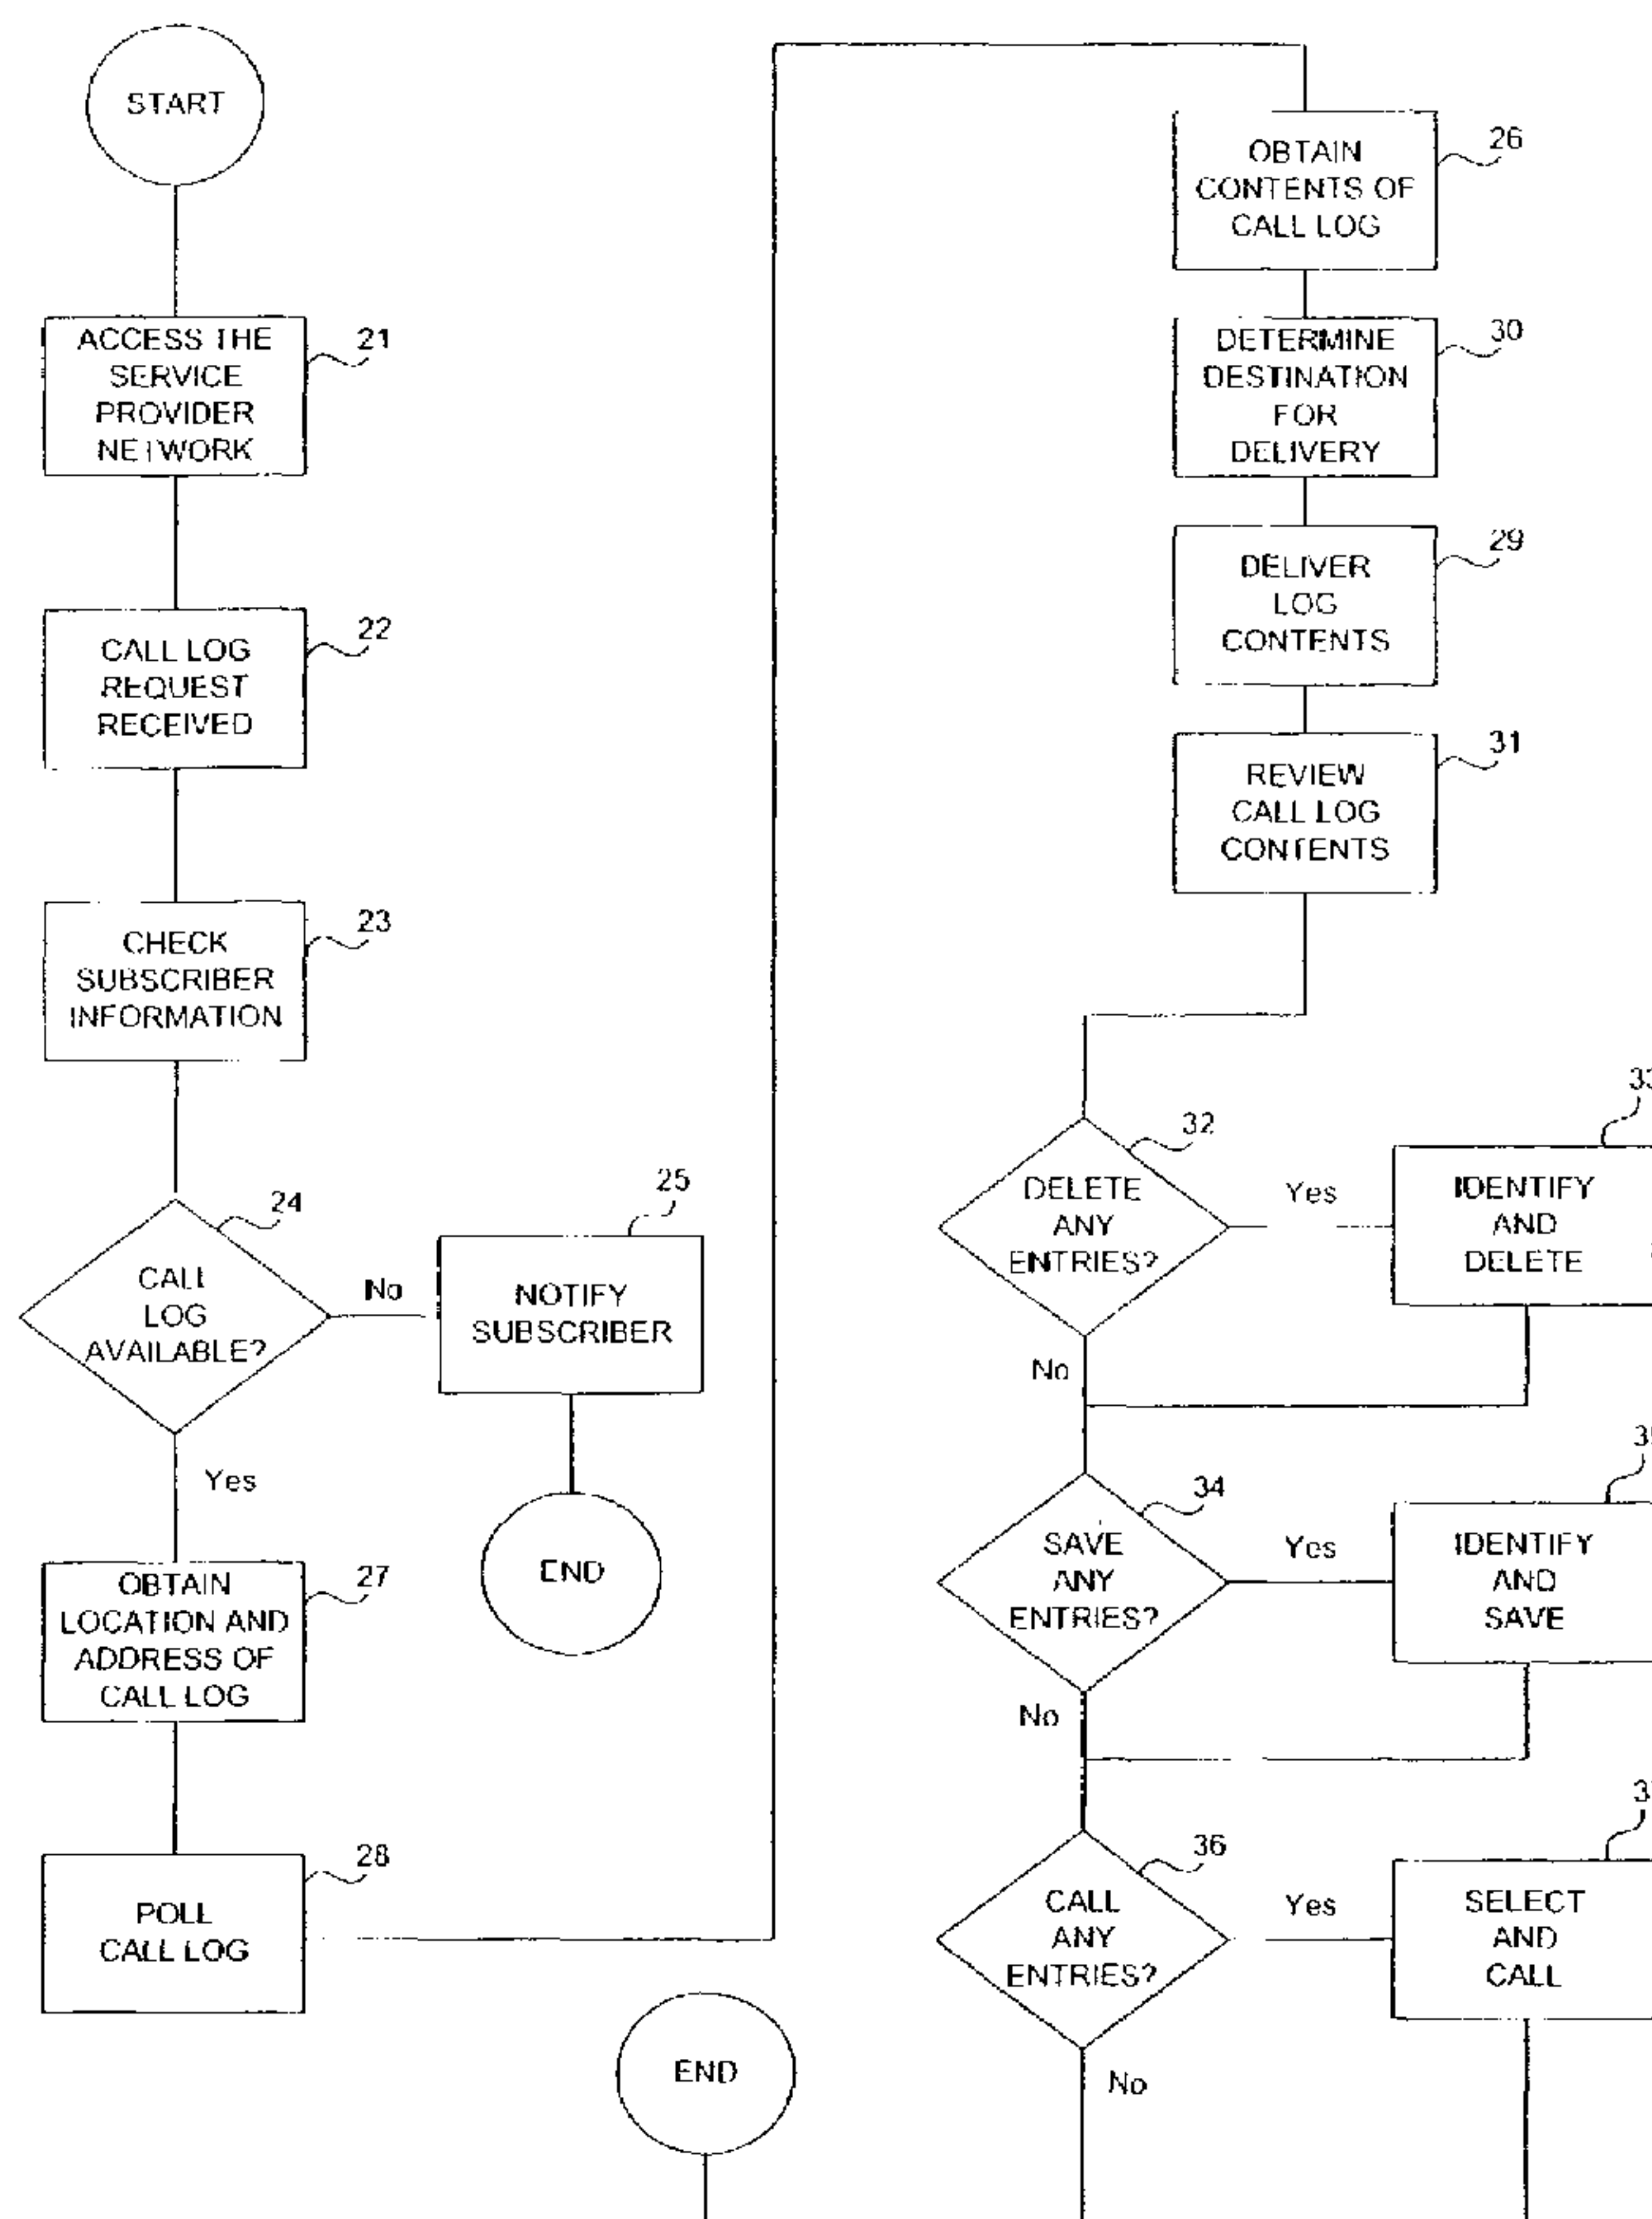 START
ACCESS THE
SERVICE
PROVIDER
NETWORK
21
CALL LOG
REQUEST
RECEIVED
22
CHECK
SUBSCRIBER
INFORMATION
23
CALL
LOG
AVAILABLE?
24
No
NOTIFY
SUBSCRIBER
25
END
Yes
OBTAIN
LOCATION AND
ADDRESS OF
CALL LOG
27
POLL
CALL LOG
28
OBTAIN
CONTENTS OF
CALL LOG
26
DETERMINE
DESTINATION
FOR
DELIVERY
30
DELIVER
LOG
CONTENTS
29
REVIEW
CALL LOG
CONTENTS
31
DELETE
ANY
ENTRIES?
32
Yes
IDENTIFY
AND
DELETE
No
SAVE
ANY
ENTRIES?
34
Yes
IDENTIFY
AND
SAVE
No
CALL
ANY
ENTRIES?
36
Yes
SELECT
AND
CALL
No
END